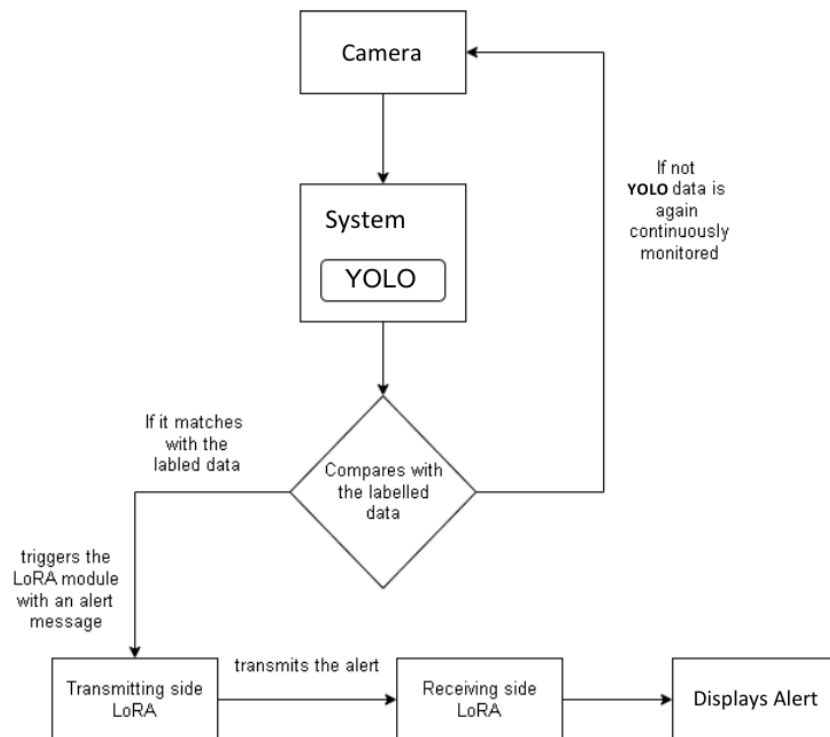 Camera
If not
YOLO data is
again
continuously
monitored
System
YOLO
If it matches
with the
labled data
Compares with
the labelled
data
triggers the
LoRA module
with an alert
message
transmits the alert
Transmitting side
LoRA
Receiving side
LoRA
Displays Alert